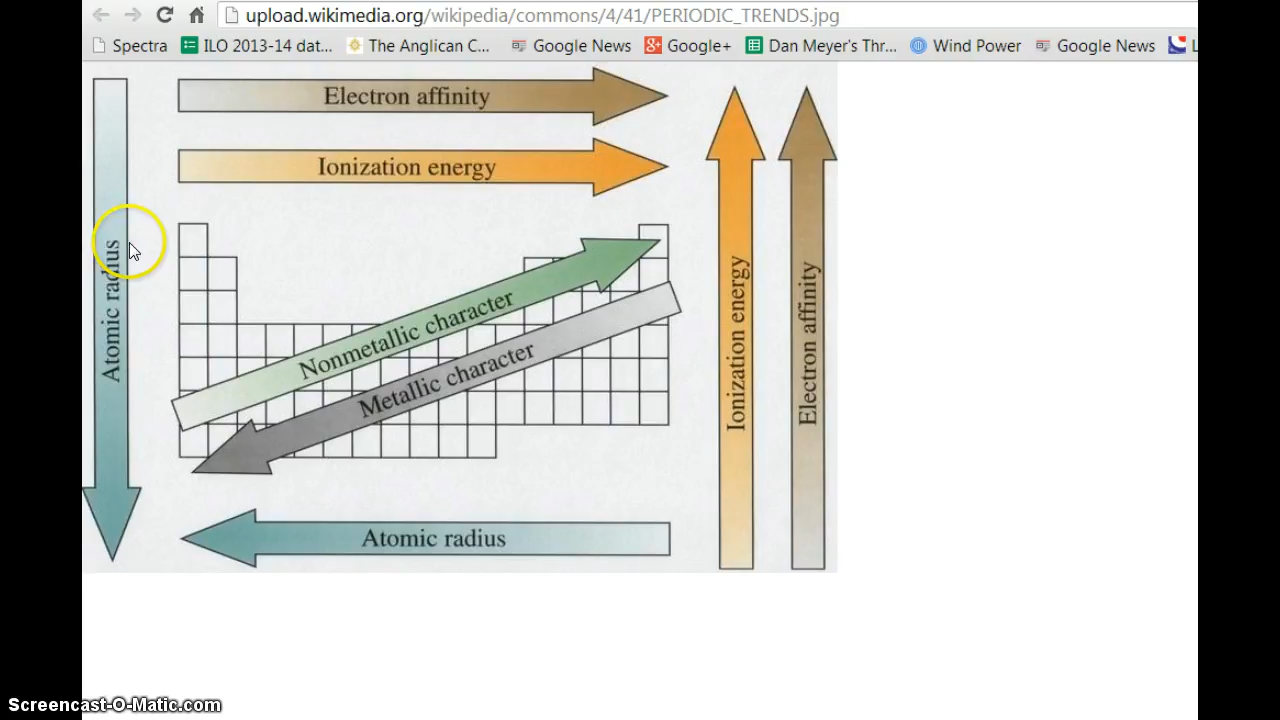 upload.wikimedia.org/wikipedia/commons/4/41/PERIODIC_TRENDS.jpg
Spectra ILO 2013-14 dat... The Anglican C... Google News Google+ Dan Meyer's Thr... Wind Power Google News L
Electron affinity
Ionization energy
Atomic radius
Nonmetallic character
Metallic character
Ionization energy
Electron affinity
Atomic radius
Screencast-O-Matic.com